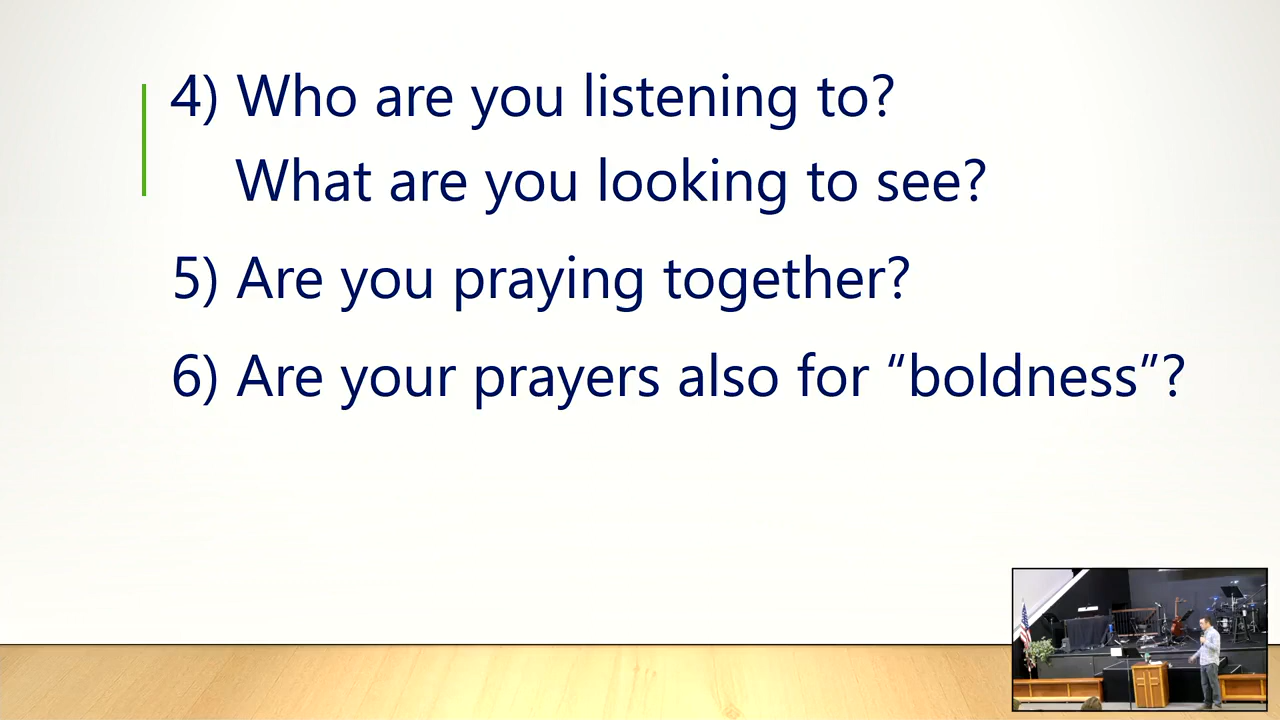 4) Who are you listening to?
What are you looking to see?
5) Are you praying together?
6) Are your prayers also for “boldness”?